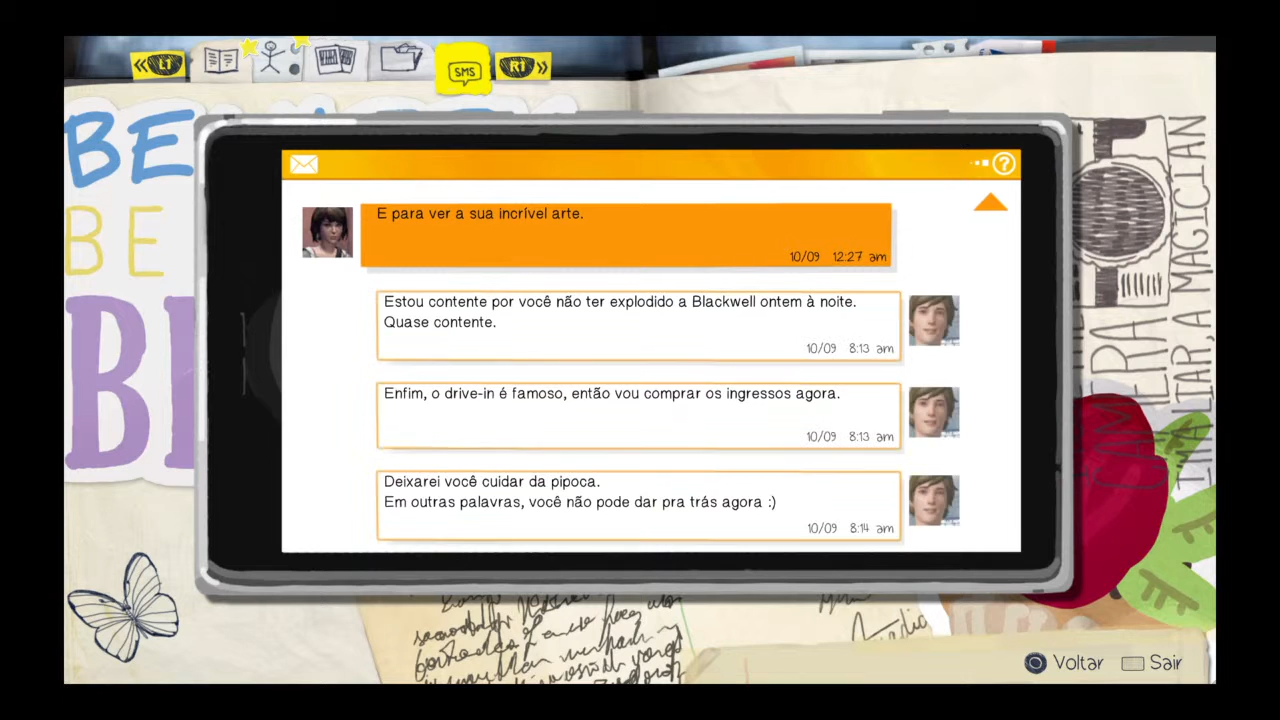 L1
SMS
R1
BE
BE
E para ver a sua incrível arte.
10/09 12:27 am
Estou contente por você não ter explodido a Blackwell ontem à noite.
Quase contente.
10/09 8:13 am
Enfim, o drive-in é famoso, então vou comprar os ingressos agora.
10/09 8:13 am
Deixarei você cuidar da pipoca.
Em outras palavras, você não pode dar pra trás agora :)
10/09 8:14 am
CAMERA
A MAGICIAN
Voltar
Sair